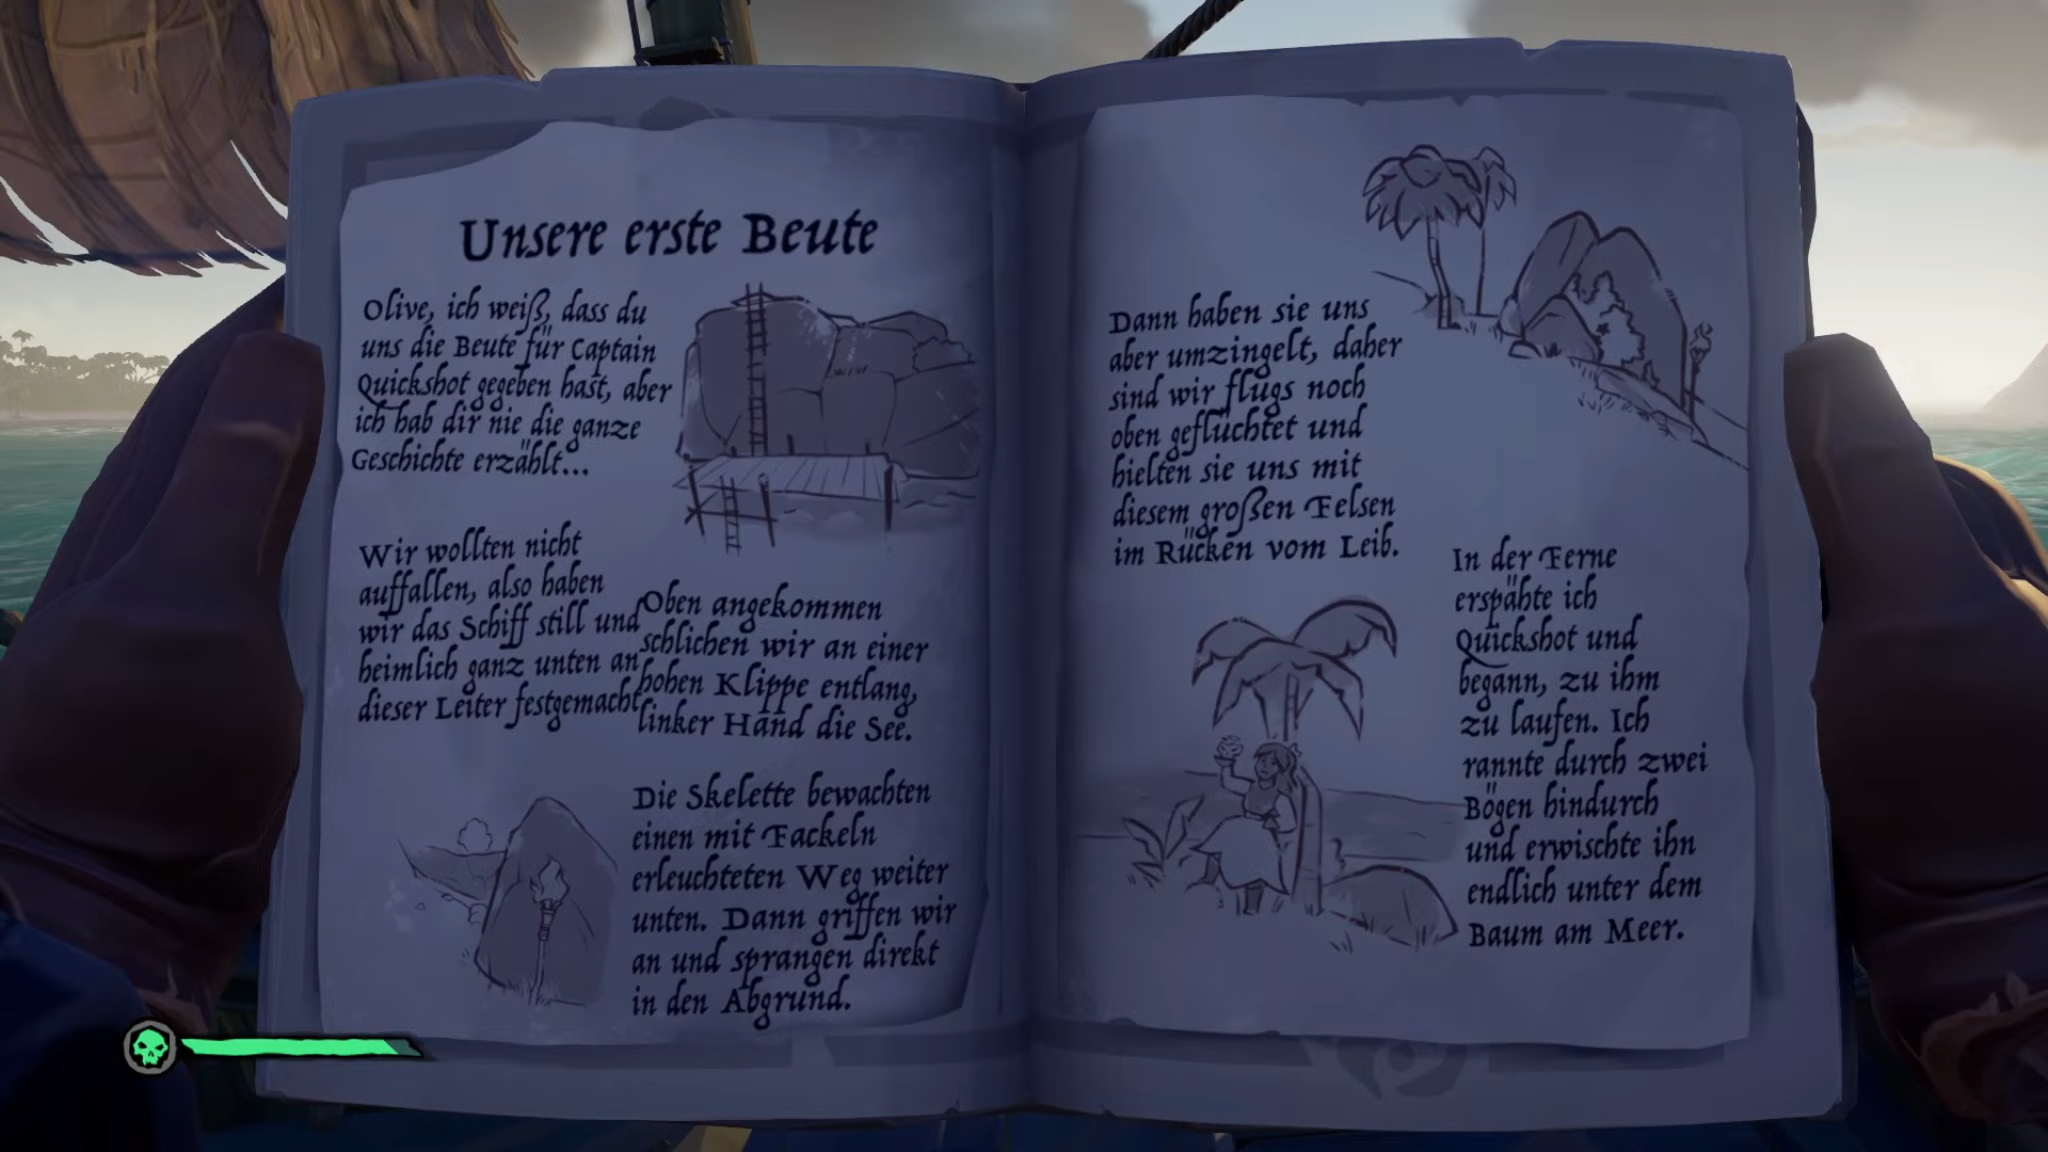 Unsere erste Beute
Olive, ich weiß, dass du
uns die Beute für Captain
Quickshot gegeben hast, aber
ich hab dir nie die ganze
Geschichte erzählt...
Wir wollten nicht
auffallen, also haben
wir das Schiff still und
heimlich ganz unten an
dieser Leiter festgemacht.
Oben angekommen
schlichen wir an einer
hohen Klippe entlang,
linker Hand die See.
Die Skelette bewachten
einen mit Fackeln
erleuchteten Weg weiter
unten. Dann griffen wir
an und sprangen direkt
in den Abgrund.
Dann haben sie uns
aber umzingelt, daher
sind wir flugs noch
oben geflüchtet und
hielten sie uns mit
diesem großen Felsen
im Rücken vom Leib.
In der Ferne
erspähte ich
Quickshot und
begann, zu ihm
zu laufen. Ich
rannte durch zwei
Bögen hindurch
und erwischte ihn
endlich unter dem
Baum am Meer.